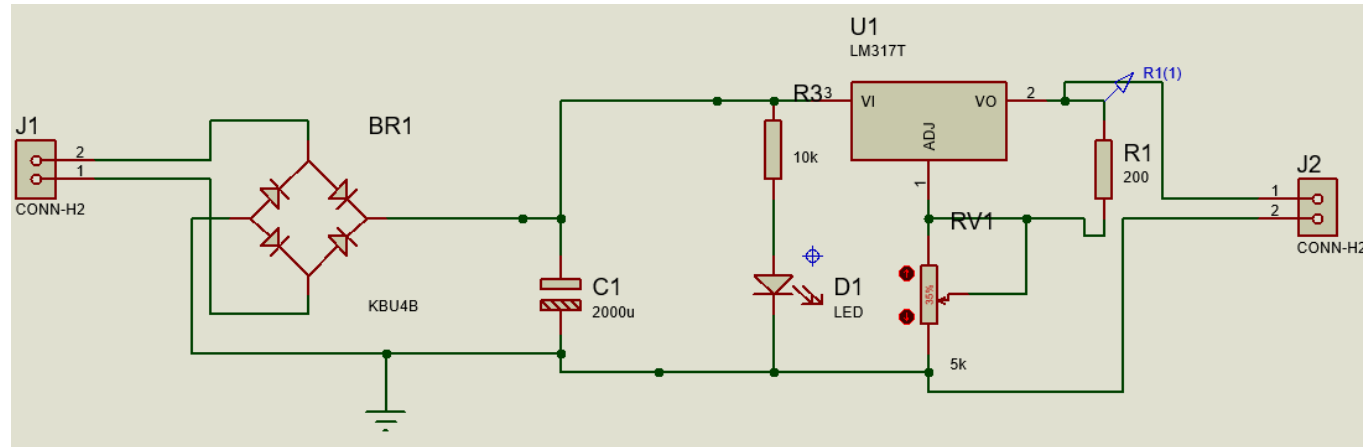 J1
2
1
CONN-H2
BR1
KBU4B
C1
2000u
R3
10k
D1
LED
U1
LM317T
3
VI
VO
2
ADJ
1
R1(1)
R1
200
RV1
35%
5k
J2
1
2
CONN-H2